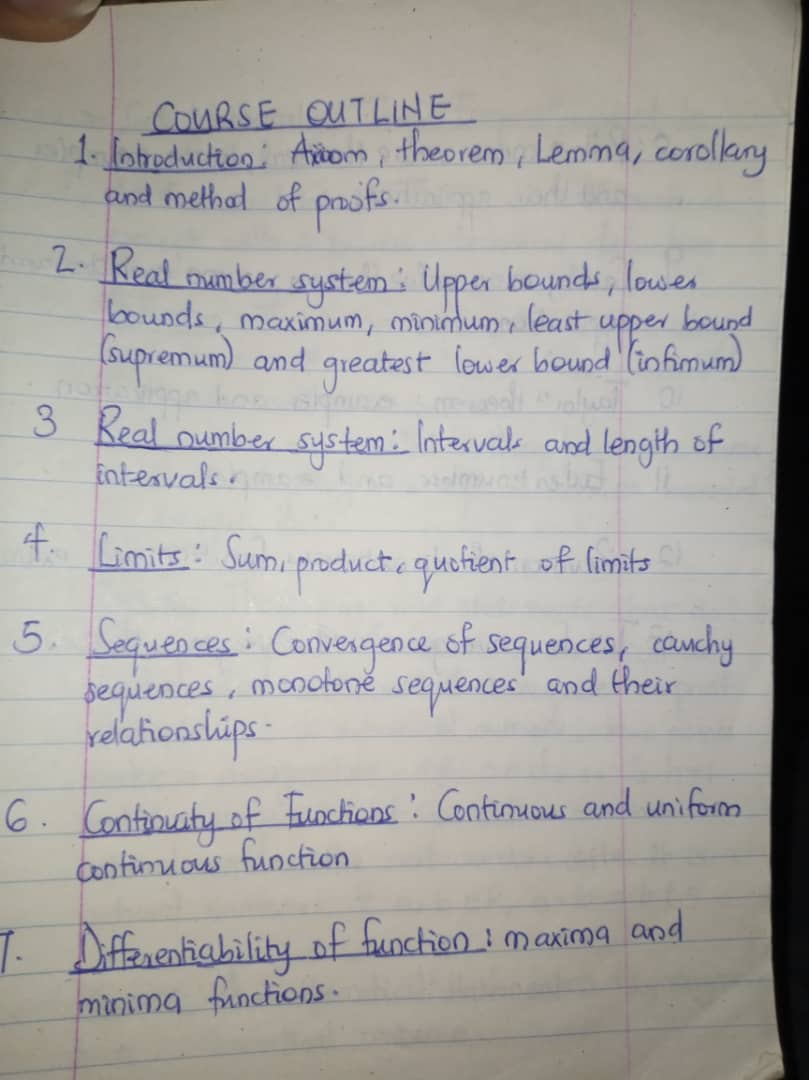 COURSE OUTLINE
1. Introduction: Axiom, theorem, Lemma, corollary
and method of proofs.
2. Real number system: Upper bounds, lower
bounds, maximum, minimum, least upper bound
(supremum) and greatest lower bound (infimum)
3 Real number system: Intervals and length of
intervals.
4. Limits: Sum, product, quotient of limits
5. Sequences: Convergence of sequences, cauchy
sequences, monotone sequences and their
relationships.
6. Continuaty of Functions: Continuous and uniform
continuous function
7. Differentiability of function: maxima and
minima functions.